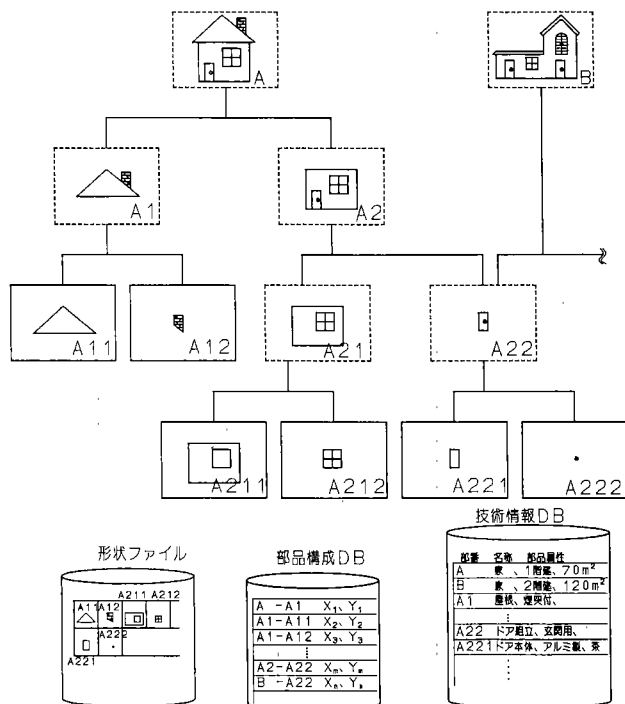 A
B
A1
A2
A11
A12
A21
A22
A211
A212
A221
A222
形状ファイル
A211 A212
A11 A12
A222
A221
部品構成DB
A -A1 X₁、Y₁
A1-A11 X₂、Y₂
A1-A12 X₃、Y₃
⋮
A2-A22 Xₘ、Yₘ
B -A22 Xₙ、Yₙ
技術情報DB
部番 名称 部品属性
A 家 、1階建、70m²
B 家 、2階建、120m²
A1 屋根、煙突付、
⋮
A22 ドア組立、玄関用、
A221 ドア本体、アルミ製、茶
⋮